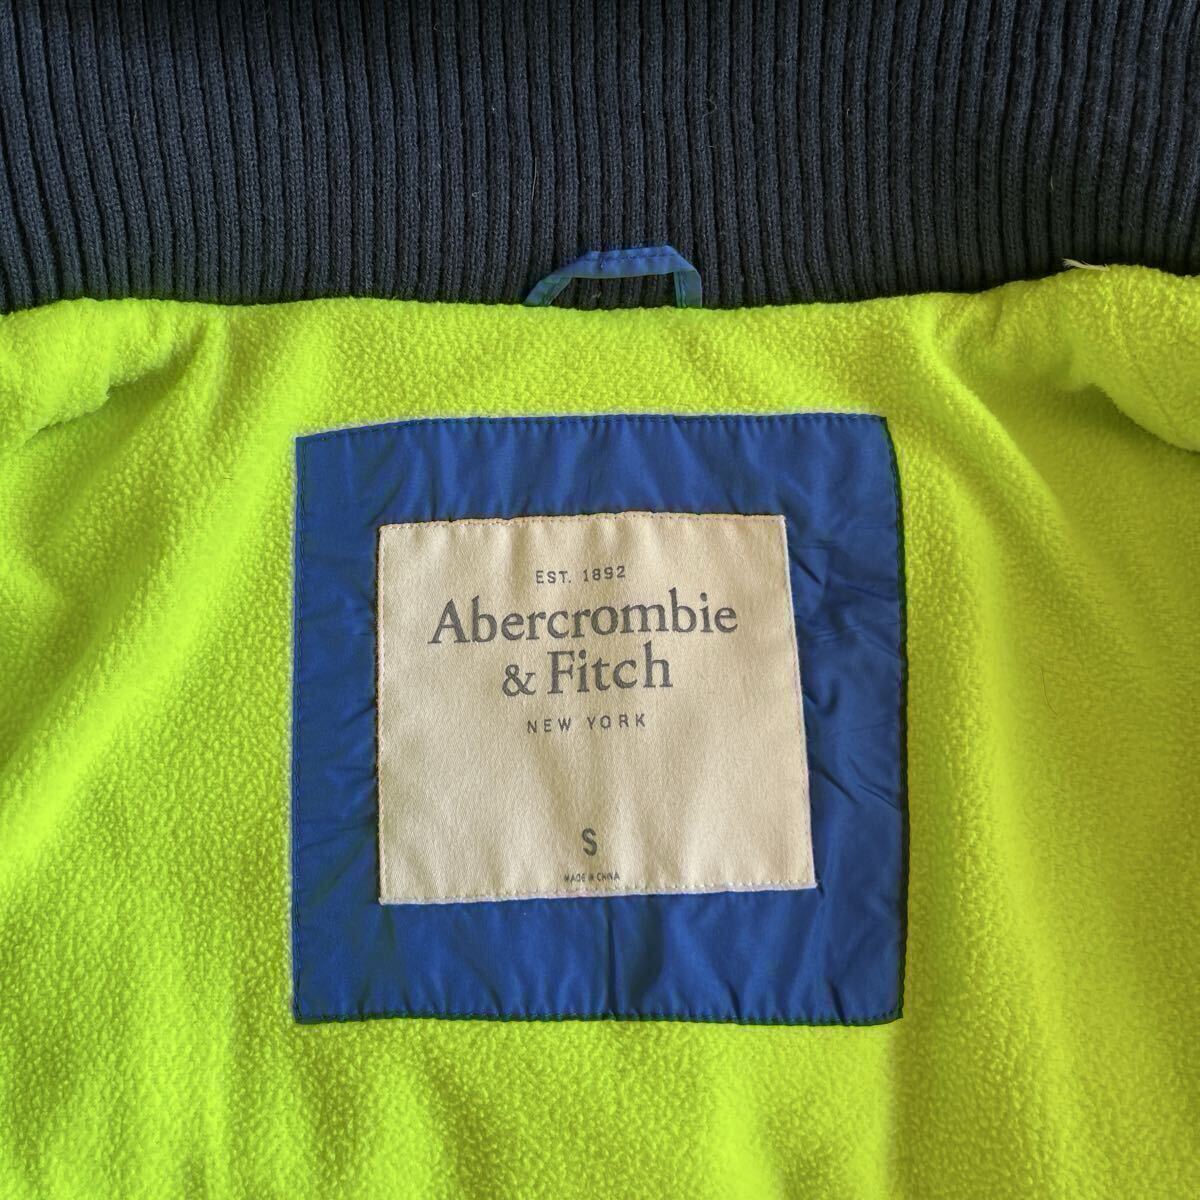 EST. 1892
Abercrombie
& Fitch
NEW YORK
S
MADE IN CHINA